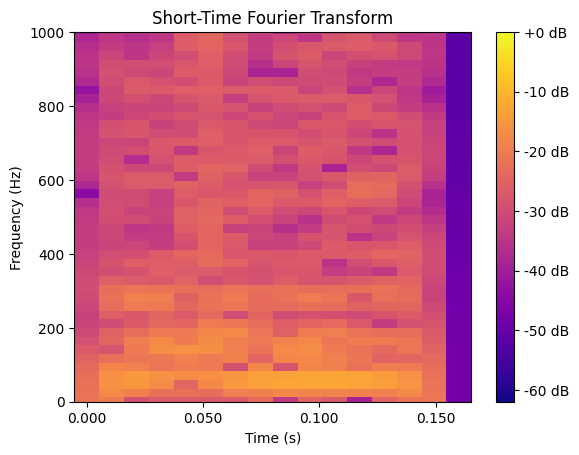 Short-Time Fourier Transform
1000
800
600
400
200
0
Frequency (Hz)
0.000
0.050
0.100
0.150
Time (s)
+0 dB
-10 dB
-20 dB
-30 dB
-40 dB
-50 dB
-60 dB